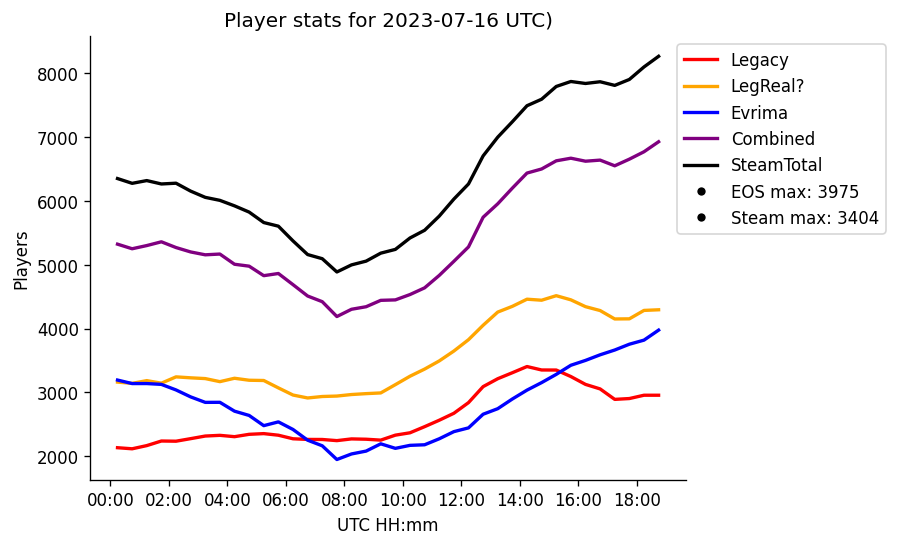 Player stats for 2023-07-16 UTC)
Legacy
LegReal?
Evrima
Combined
SteamTotal
EOS max: 3975
Steam max: 3404
Players
8000
7000
6000
5000
4000
3000
2000
00:00 02:00 04:00 06:00 08:00 10:00 12:00 14:00 16:00 18:00
UTC HH:mm